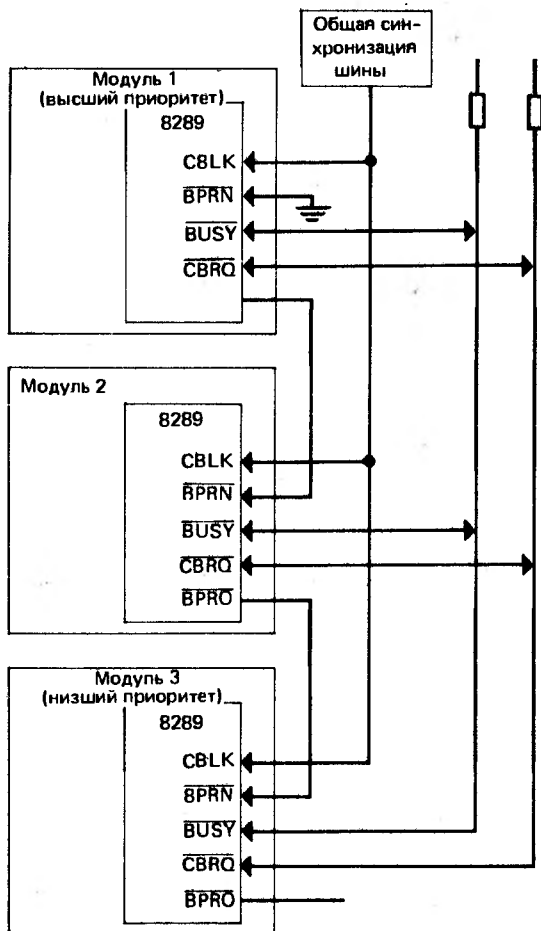 Общая син-
хронизация
шины
Модуль 1
(высший приоритет)
8289
CBLK
BPRN
BUSY
CBRQ
Модуль 2
8289
CBLK
BPRN
BUSY
CBRQ
BPRO
Модуль 3
(низший приоритет)
8289
CBLK
BPRN
BUSY
CBRQ
BPRO